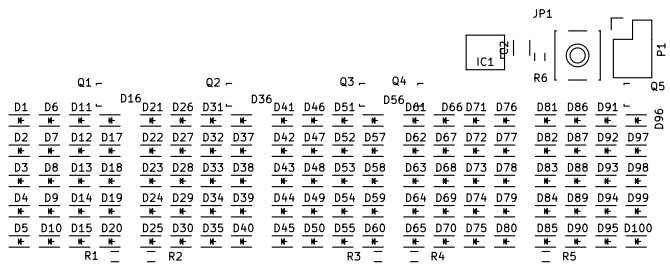 JP1
IC1 C2 R6 P1
Q1 Q2 Q3 Q4 Q5
D16 D36 D56 D96
D1 D6 D11 D21 D26 D31 D41 D46 D51 D61 D66 D71 D76 D81 D86 D91
D2 D7 D12 D17 D22 D27 D32 D37 D42 D47 D52 D57 D62 D67 D72 D77 D82 D87 D92 D97
D3 D8 D13 D18 D23 D28 D33 D38 D43 D48 D53 D58 D63 D68 D73 D78 D83 D88 D93 D98
D4 D9 D14 D19 D24 D29 D34 D39 D44 D49 D54 D59 D64 D69 D74 D79 D84 D89 D94 D99
D5 D10 D15 D20 D25 D30 D35 D40 D45 D50 D55 D60 D65 D70 D75 D80 D85 D90 D95 D100
R1 R2 R3 R4 R5